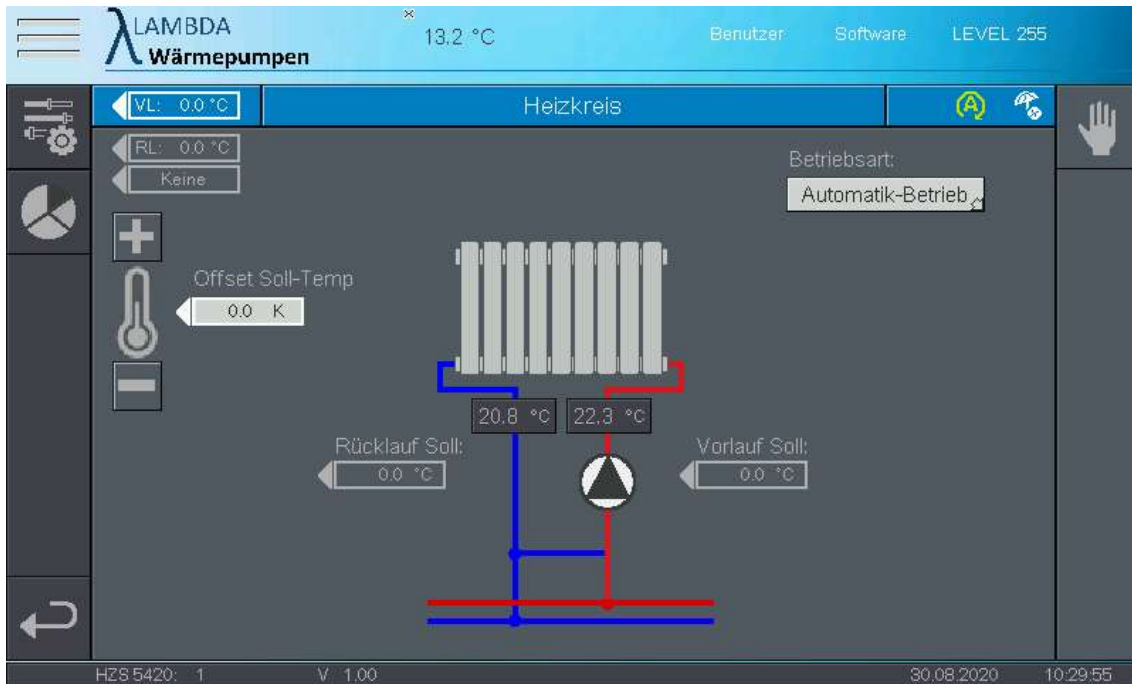 LAMBDA
Wärmepumpen
13.2 °C
Benutzer
Software
LEVEL 255
VL: 0.0 °C
Heizkreis
A
RL: 0.0 °C
Keine
Betriebsart:
Automatik-Betrieb
Offset Soll-Temp
0.0 K
20.8 °C
22.3 °C
Rücklauf Soll:
0.0 °C
Vorlauf Soll:
0.0 °C
HZS 5420: 1
V 1.00
30.08.2020
10:29:55